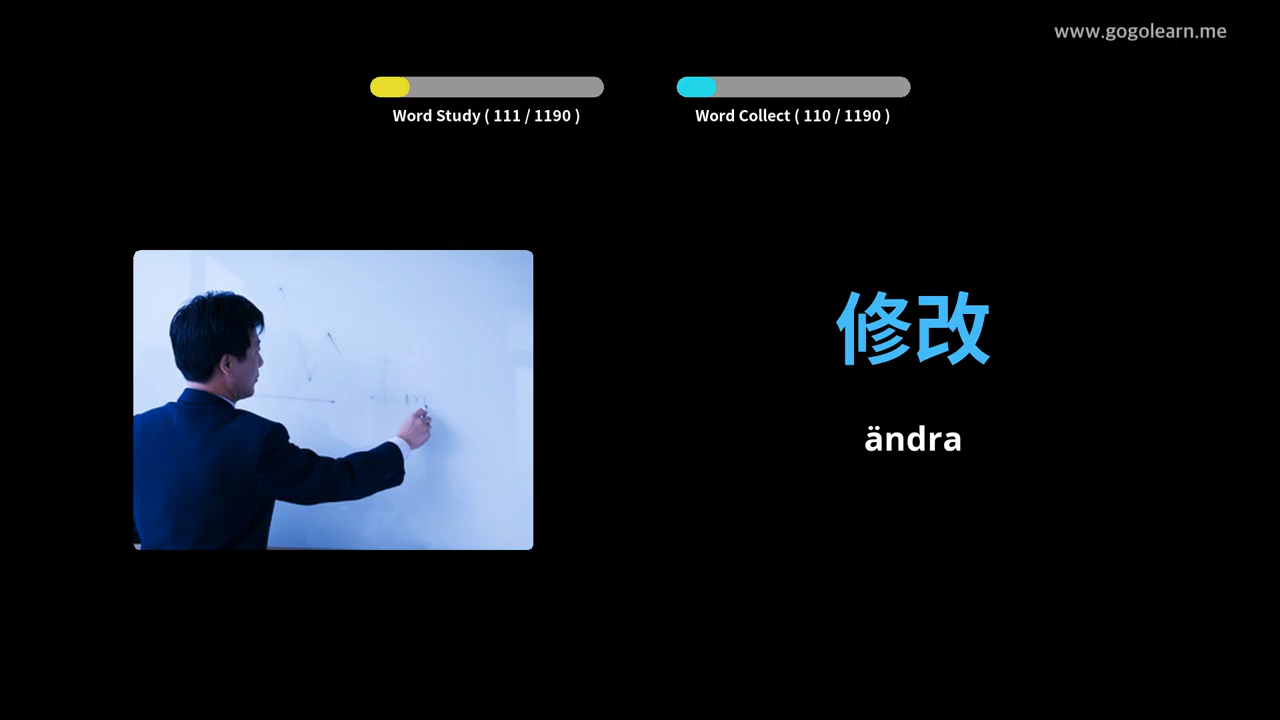 www.gogolearn.me
Word Study ( 111 / 1190 )
Word Collect ( 110 / 1190 )
修改
ändra